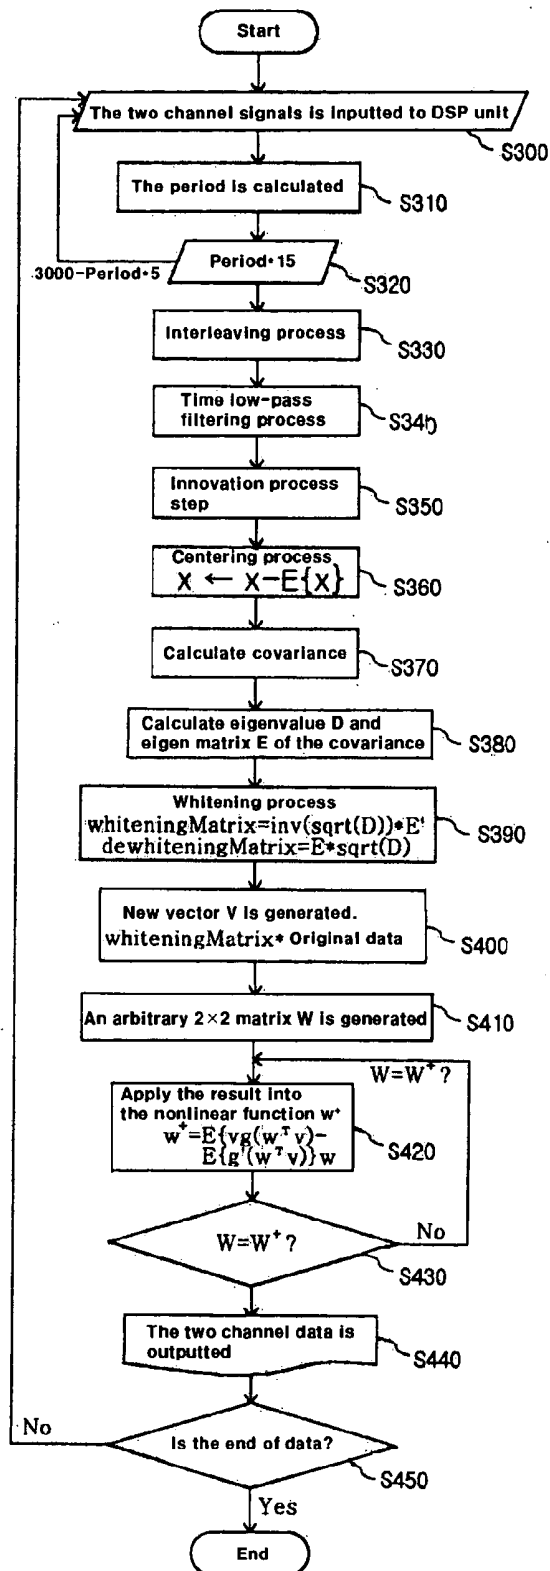 Start
The two channel signals is inputted to DSP unit
S300
The period is calculated
S310
Period*15
S320
3000-Period*5
Interleaving process
S330
Time low-pass
filtering process
S340
Innovation process
step
S350
Centering process
X ← X-E{X}
S360
Calculate covariance
S370
Calculate eigenvalue D and
eigen matrix E of the covariance
S380
Whitening process
whiteningMatrix=inv(sqrt(D))*E'
dewhiteningMatrix=E*sqrt(D)
S390
New vector V is generated.
whiteningMatrix* Original data
S400
An arbitrary 2×2 matrix W is generated
S410
W=W⁺?
Apply the result into
the nonlinear function w⁺
w⁺=E{vg(wᵀv)-
E{g'(wᵀv)}w
S420
W=W⁺?
No
S430
The two channel data is
outputted
S440
No
Is the end of data?
S450
Yes
End